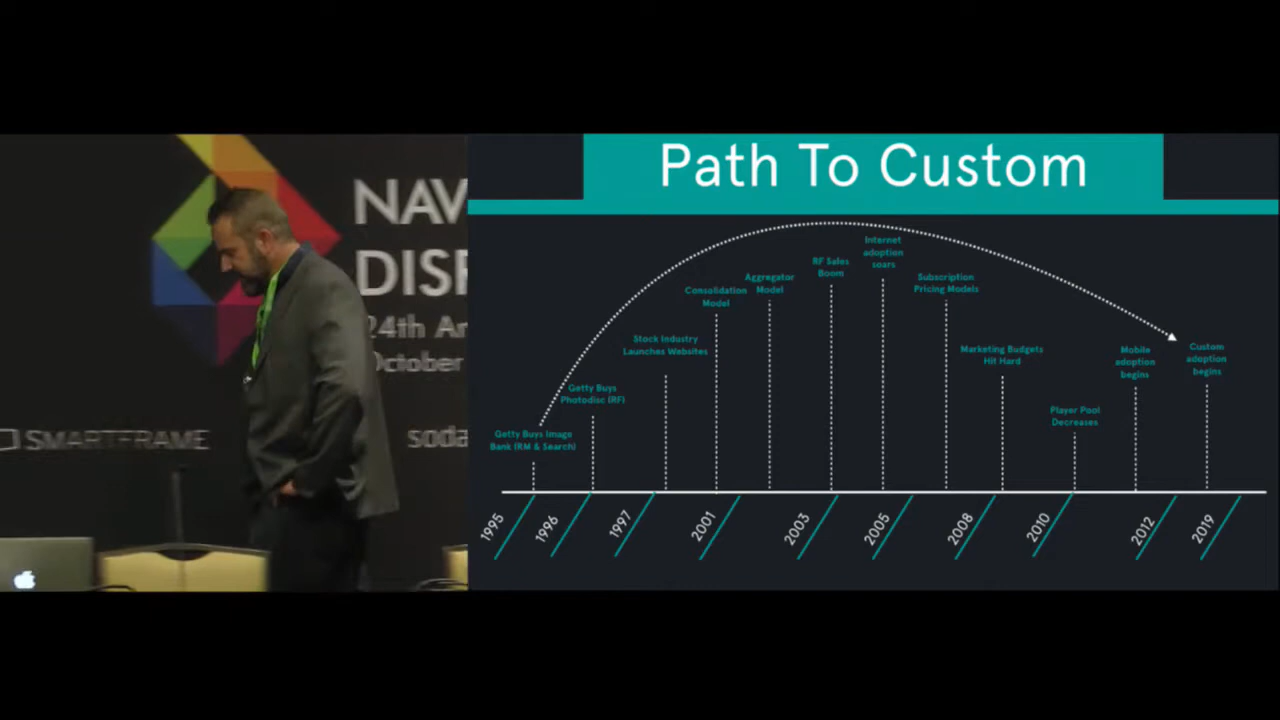 NAV
DISR
24th An
October
SMARTFRAME
soda
Path To Custom
Getty Buys Image
Bank (RM & Search)
Getty Buys
Photodisc (RF)
Stock Industry
Launches Websites
Consolidation
Model
Aggregator
Model
RF Sales
Boom
Internet
adoption
soars
Subscription
Pricing Models
Marketing Budgets
Hit Hard
Player Pool
Decreases
Mobile
adoption
begins
Custom
adoption
begins
1995
1996
1997
2001
2003
2005
2008
2010
2012
2019